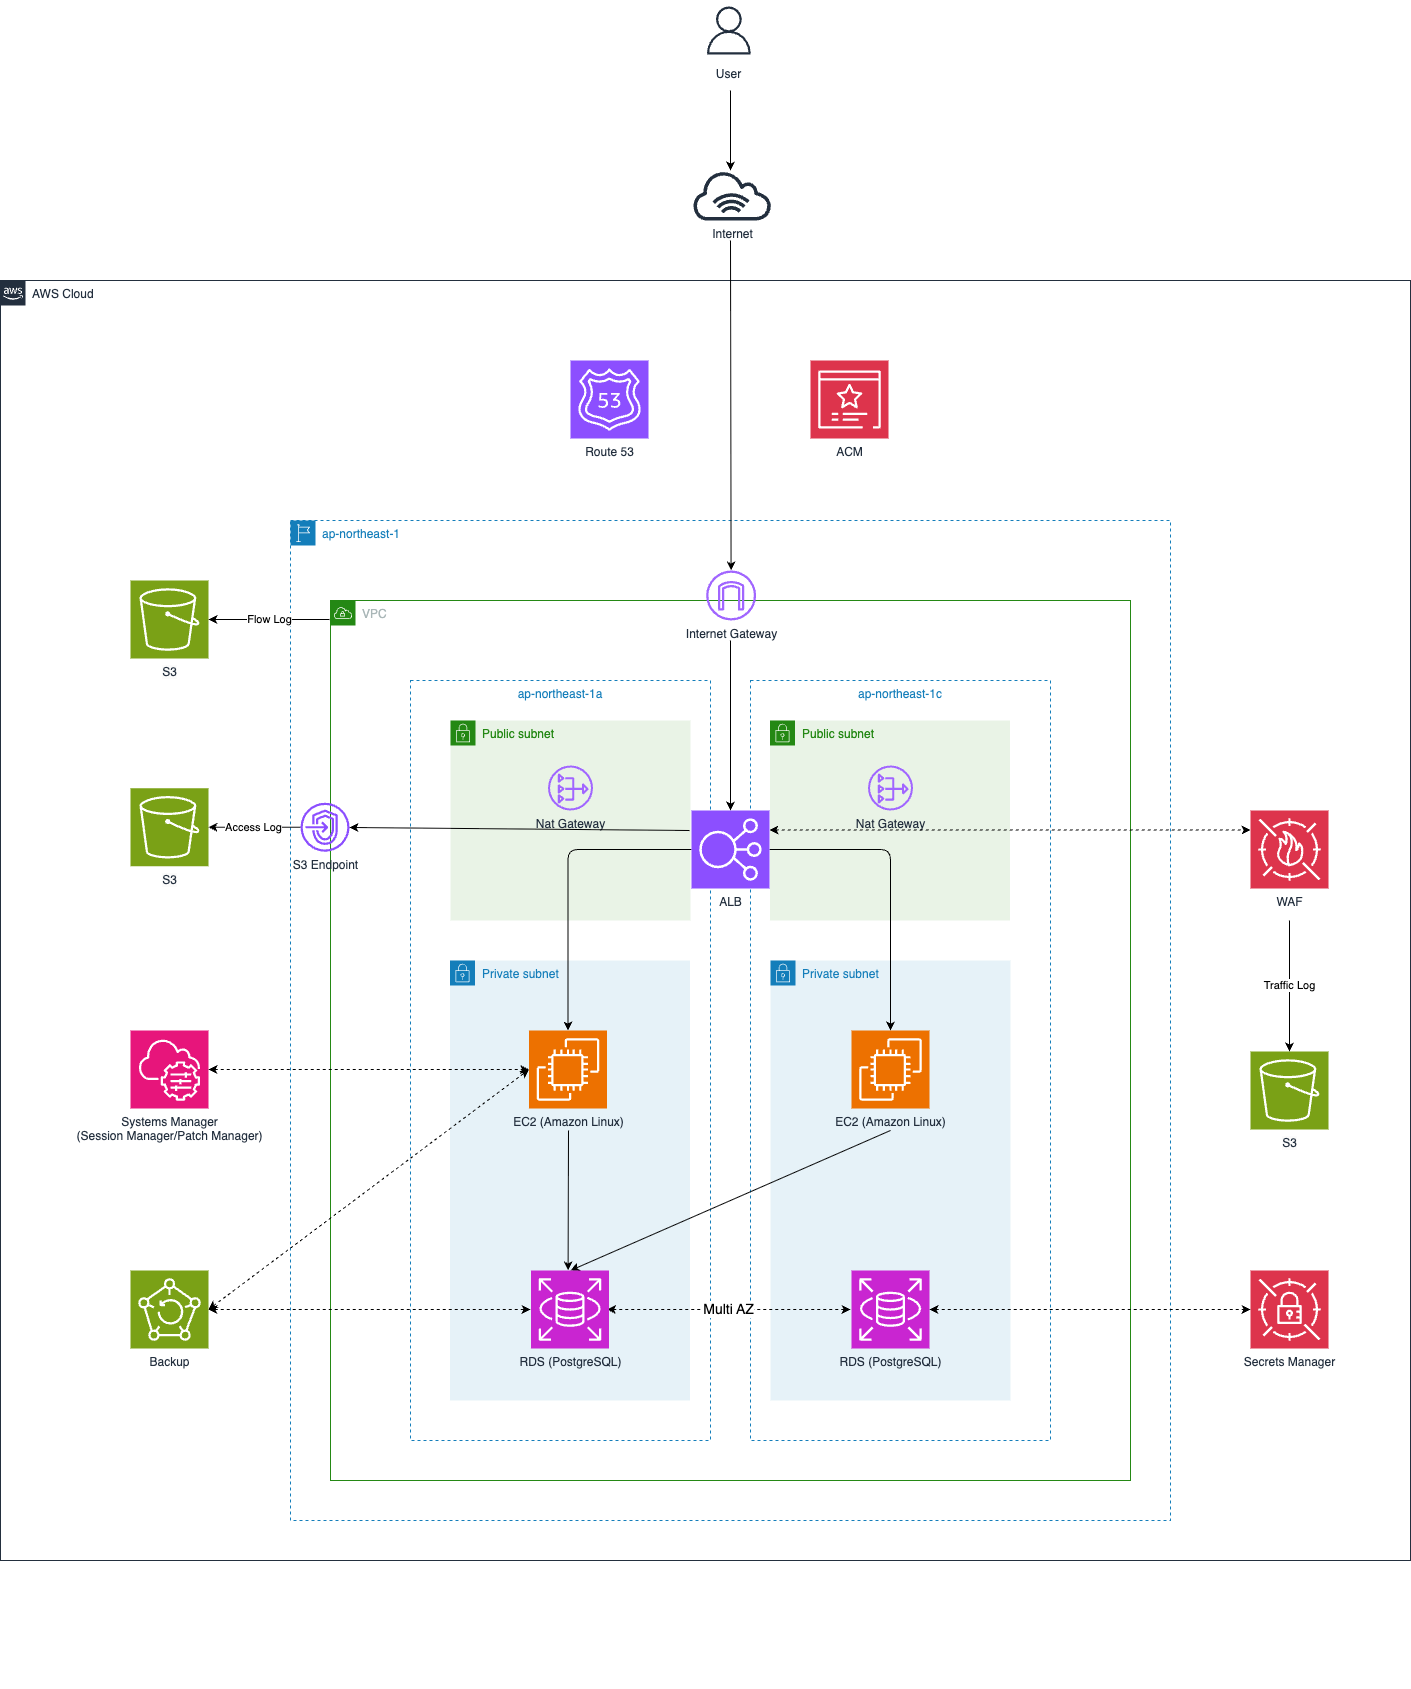 User
Internet
aws
AWS Cloud
53
Route 53
ACM
ap-northeast-1
VPC
Flow Log
S3
Internet Gateway
ap-northeast-1a
ap-northeast-1c
Public subnet
Public subnet
Nat Gateway
Nat Gateway
Access Log
S3 Endpoint
S3
ALB
WAF
Private subnet
Private subnet
Traffic Log
Systems Manager
(Session Manager/Patch Manager)
EC2 (Amazon Linux)
EC2 (Amazon Linux)
S3
Multi AZ
Backup
RDS (PostgreSQL)
RDS (PostgreSQL)
Secrets Manager